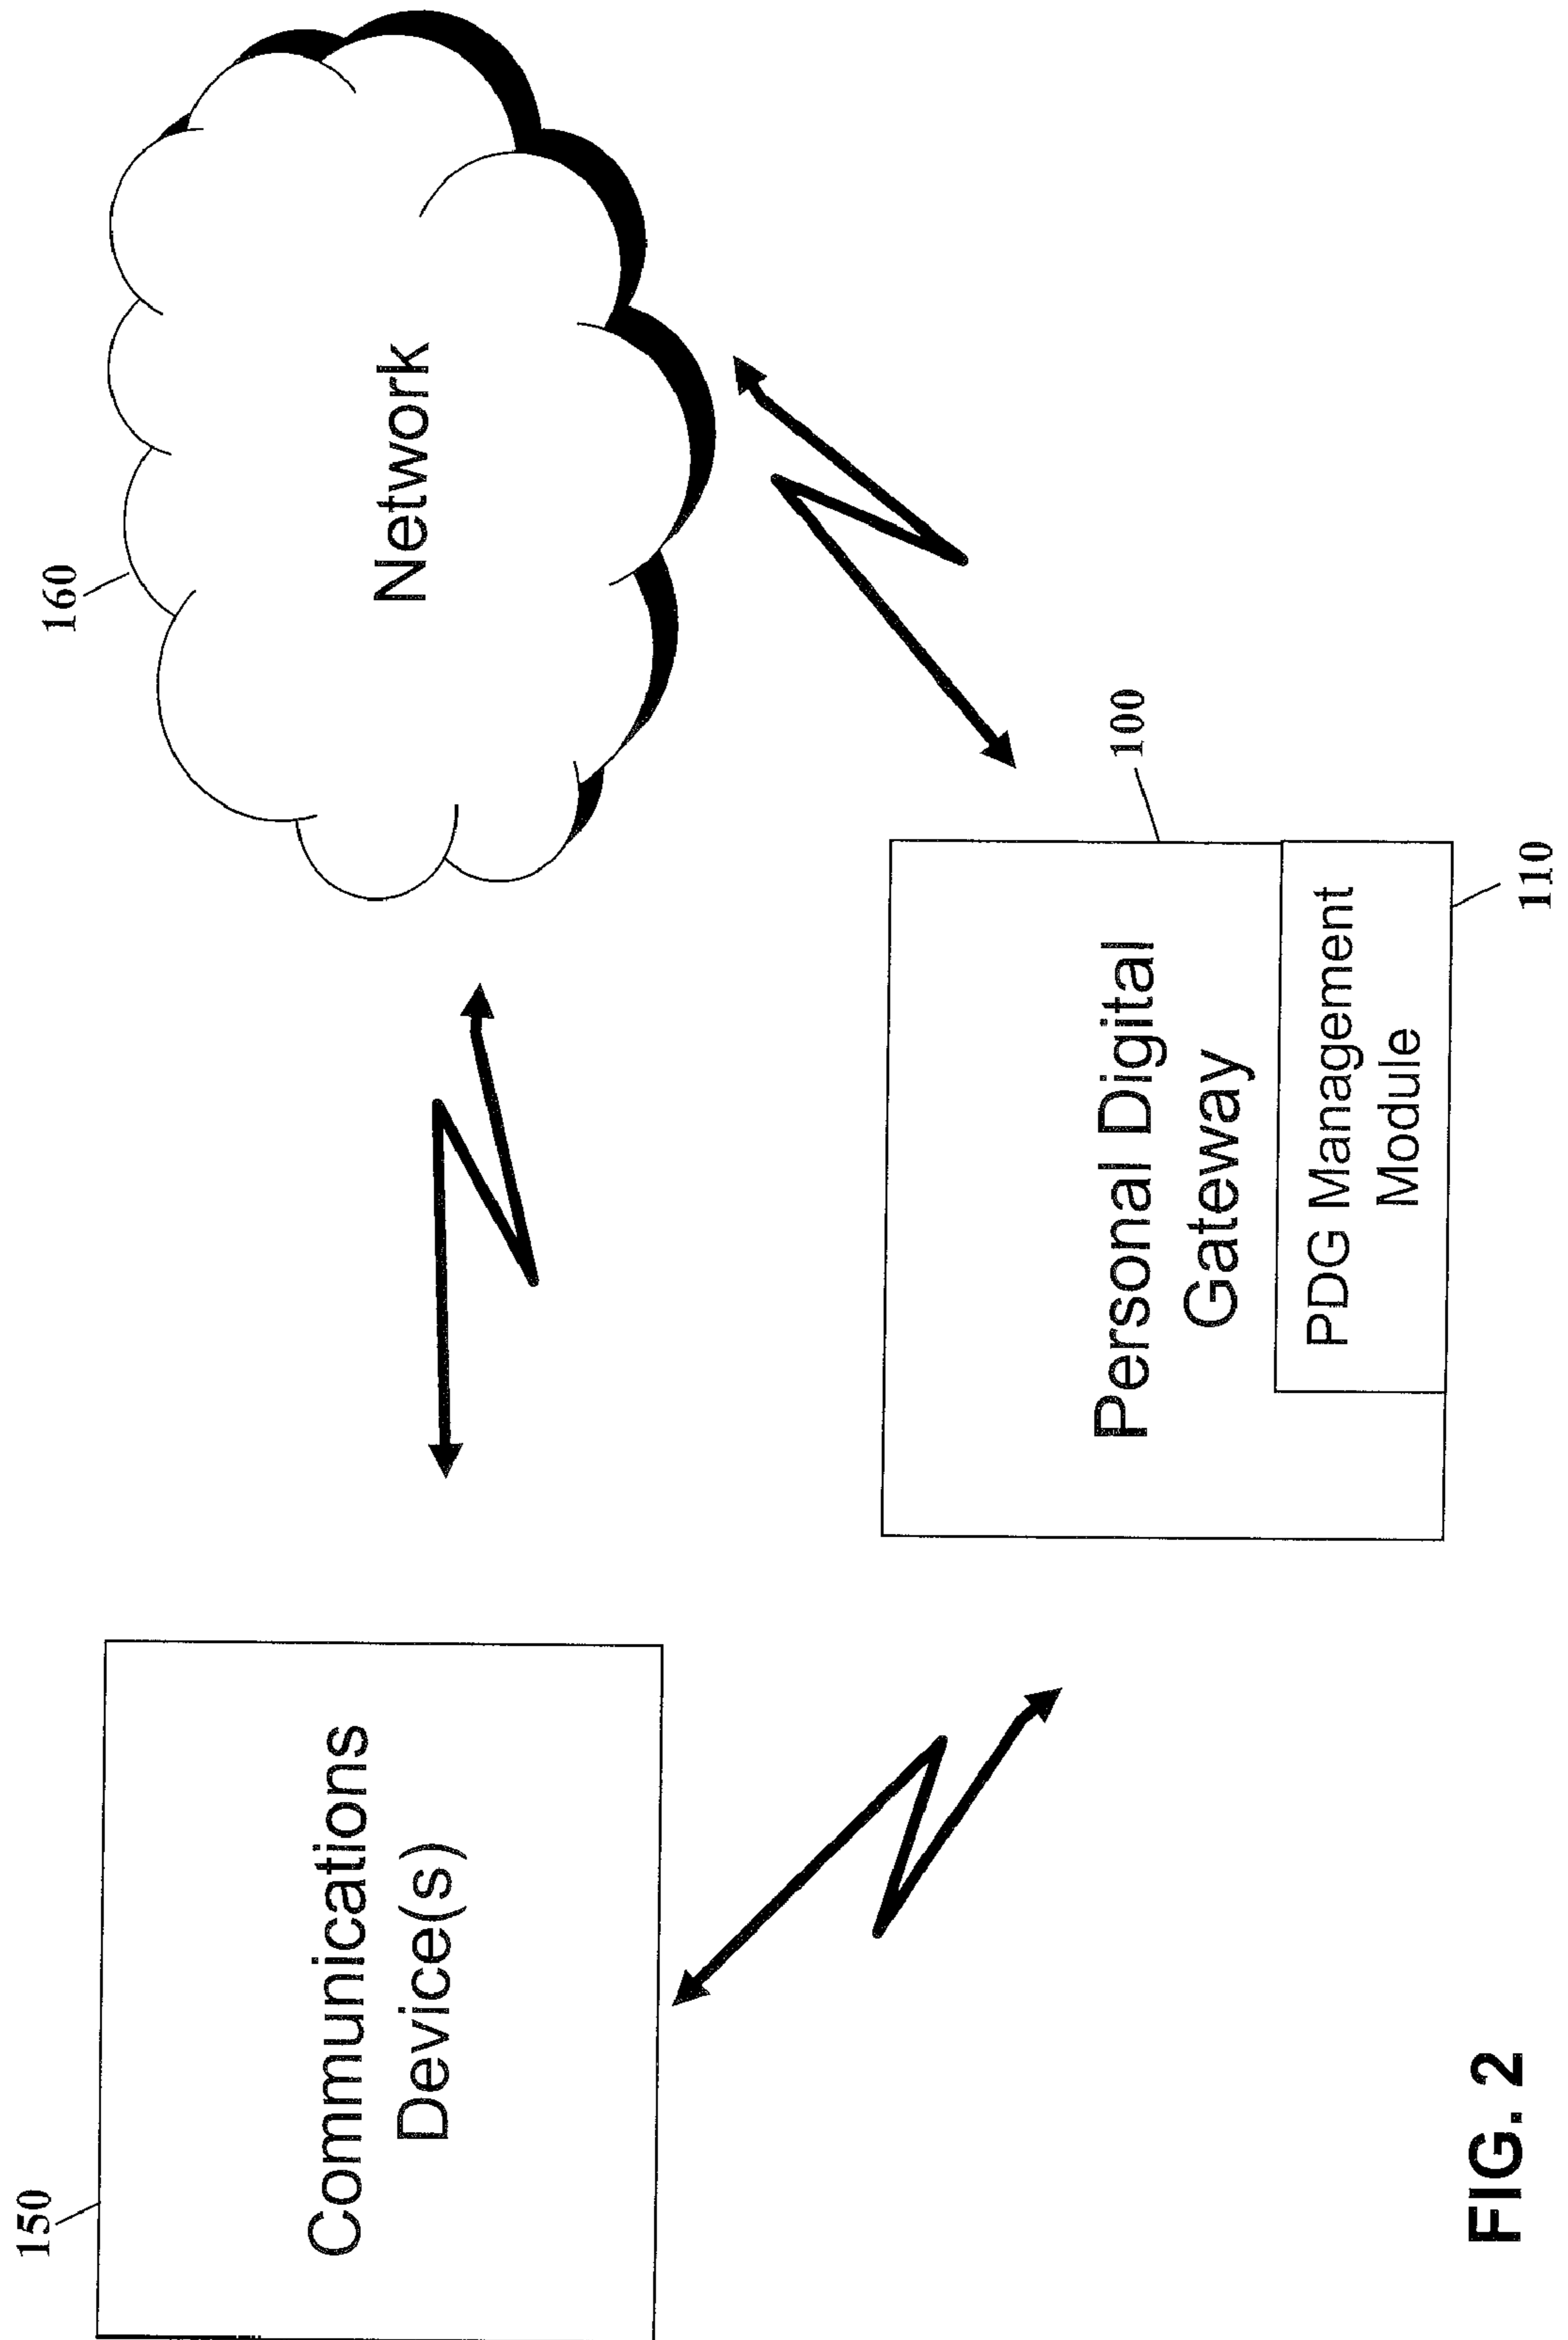 150
Communications
Device(s)
160
Network
100
Personal Digital
Gateway
PDG Management
Module
110
FIG. 2